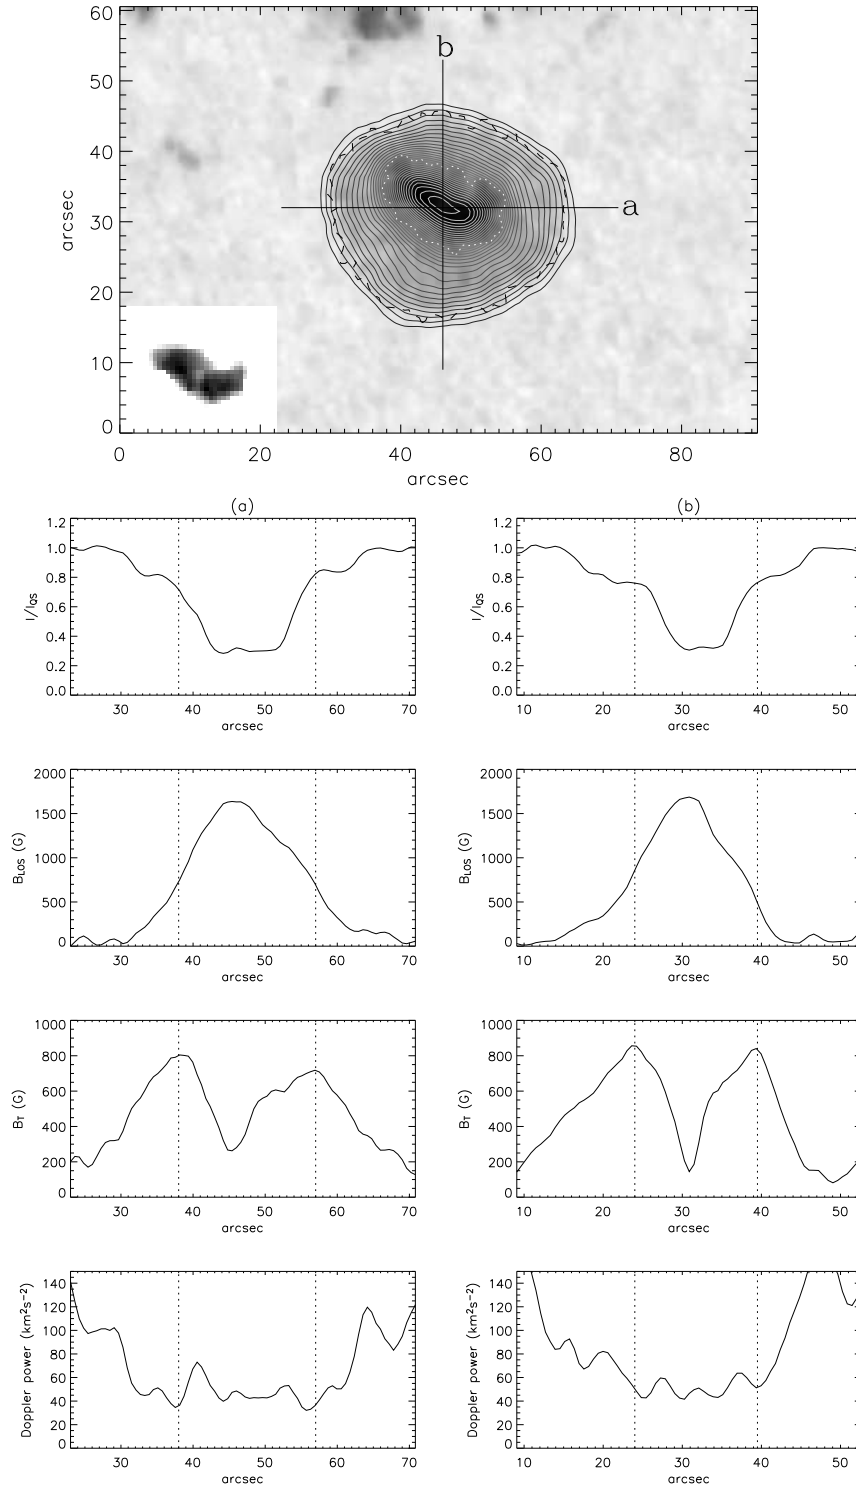 60
50
40
30
20
10
0
arcsec
b
a
0 20 40 60 80
arcsec
(a) (b)
1.2
1.0
0.8
0.6
0.4
0.2
0.0
I/IQS
30 40 50 60 70
arcsec
1.2
1.0
0.8
0.6
0.4
0.2
0.0
I/IQS
10 20 30 40 50
arcsec
2000
1500
1000
500
0
BLOS (G)
30 40 50 60 70
arcsec
2000
1500
1000
500
0
BLOS (G)
10 20 30 40 50
arcsec
1000
800
600
400
200
0
BT (G)
30 40 50 60 70
arcsec
1000
800
600
400
200
0
BT (G)
10 20 30 40 50
arcsec
140
120
100
80
60
40
20
0
Doppler power (km²s⁻²)
30 40 50 60 70
arcsec
140
120
100
80
60
40
20
0
Doppler power (km²s⁻²)
10 20 30 40 50
arcsec